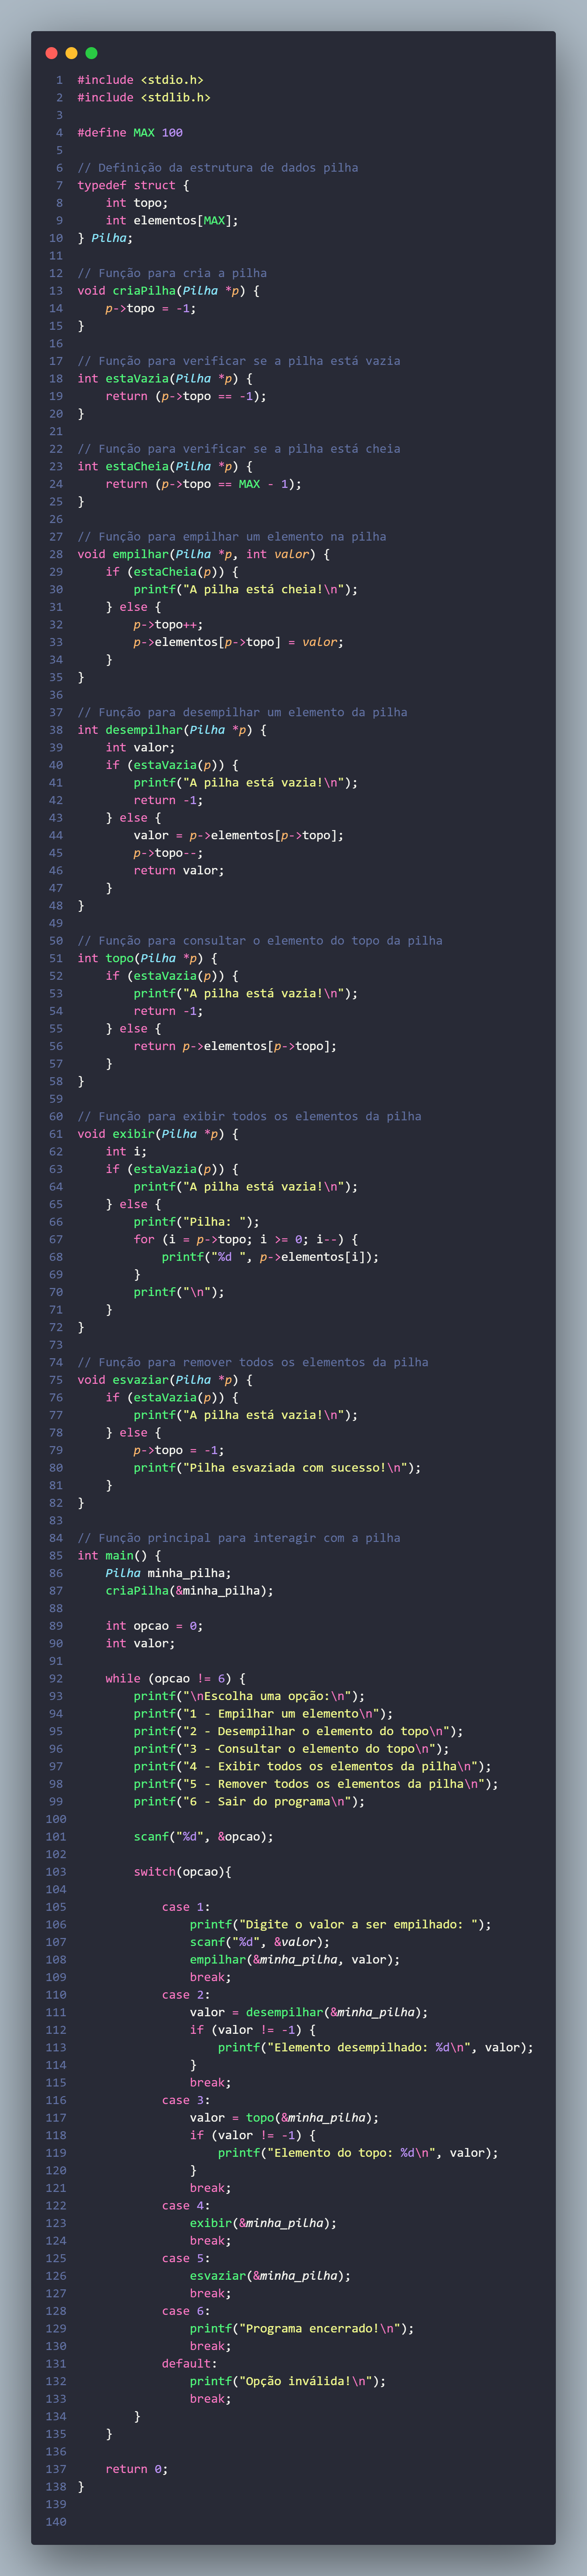 1 #include <stdio.h>
2 #include <stdlib.h>
3
4 #define MAX 100
5
6 // Definição da estrutura de dados pilha
7 typedef struct {
8     int topo;
9     int elementos[MAX];
10 } Pilha;
11
12 // Função para cria a pilha
13 void criaPilha(Pilha *p) {
14     p->topo = -1;
15 }
16
17 // Função para verificar se a pilha está vazia
18 int estaVazia(Pilha *p) {
19     return (p->topo == -1);
20 }
21
22 // Função para verificar se a pilha está cheia
23 int estaCheia(Pilha *p) {
24     return (p->topo == MAX - 1);
25 }
26
27 // Função para empilhar um elemento na pilha
28 void empilhar(Pilha *p, int valor) {
29     if (estaCheia(p)) {
30         printf("A pilha está cheia!\n");
31     } else {
32         p->topo++;
33         p->elementos[p->topo] = valor;
34     }
35 }
36
37 // Função para desempilhar um elemento da pilha
38 int desempilhar(Pilha *p) {
39     int valor;
40     if (estaVazia(p)) {
41         printf("A pilha está vazia!\n");
42         return -1;
43     } else {
44         valor = p->elementos[p->topo];
45         p->topo--;
46         return valor;
47     }
48 }
49
50 // Função para consultar o elemento do topo da pilha
51 int topo(Pilha *p) {
52     if (estaVazia(p)) {
53         printf("A pilha está vazia!\n");
54         return -1;
55     } else {
56         return p->elementos[p->topo];
57     }
58 }
59
60 // Função para exibir todos os elementos da pilha
61 void exibir(Pilha *p) {
62     int i;
63     if (estaVazia(p)) {
64         printf("A pilha está vazia!\n");
65     } else {
66         printf("Pilha: ");
67         for (i = p->topo; i >= 0; i--) {
68             printf("%d ", p->elementos[i]);
69         }
70         printf("\n");
71     }
72 }
73
74 // Função para remover todos os elementos da pilha
75 void esvaziar(Pilha *p) {
76     if (estaVazia(p)) {
77         printf("A pilha está vazia!\n");
78     } else {
79         p->topo = -1;
80         printf("Pilha esvaziada com sucesso!\n");
81     }
82 }
83
84 // Função principal para interagir com a pilha
85 int main() {
86     Pilha minha_pilha;
87     criaPilha(&minha_pilha);
88
89     int opcao = 0;
90     int valor;
91
92     while (opcao != 6) {
93         printf("\nEscolha uma opção:\n");
94         printf("1 - Empilhar um elemento\n");
95         printf("2 - Desempilhar o elemento do topo\n");
96         printf("3 - Consultar o elemento do topo\n");
97         printf("4 - Exibir todos os elementos da pilha\n");
98         printf("5 - Remover todos os elementos da pilha\n");
99         printf("6 - Sair do programa\n");
100
101         scanf("%d", &opcao);
102
103         switch(opcao){
104
105             case 1:
106                 printf("Digite o valor a ser empilhado: ");
107                 scanf("%d", &valor);
108                 empilhar(&minha_pilha, valor);
109                 break;
110             case 2:
111                 valor = desempilhar(&minha_pilha);
112                 if (valor != -1) {
113                     printf("Elemento desempilhado: %d\n", valor);
114                 }
115                 break;
116             case 3:
117                 valor = topo(&minha_pilha);
118                 if (valor != -1) {
119                     printf("Elemento do topo: %d\n", valor);
120                 }
121                 break;
122             case 4:
123                 exibir(&minha_pilha);
124                 break;
125             case 5:
126                 esvaziar(&minha_pilha);
127                 break;
128             case 6:
129                 printf("Programa encerrado!\n");
130                 break;
131             default:
132                 printf("Opção inválida!\n");
133                 break;
134         }
135     }
136
137     return 0;
138 }
139
140